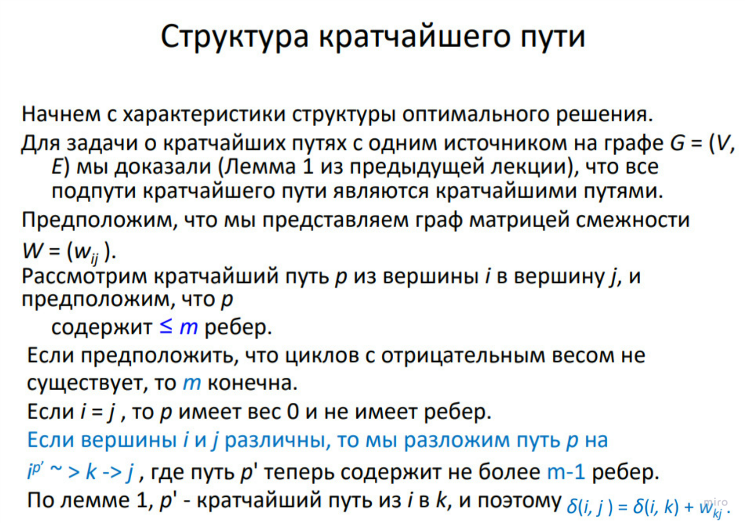 Структура кратчайшего пути
Начнем с характеристики структуры оптимального решения.
Для задачи о кратчайших путях с одним источником на графе G = (V,
E) мы доказали (Лемма 1 из предыдущей лекции), что все
подпути кратчайшего пути являются кратчайшими путями.
Предположим, что мы представляем граф матрицей смежности
W = (wij ).
Рассмотрим кратчайший путь p из вершины i в вершину j, и
предположим, что p
содержит ≤ m ребер.
Если предположить, что циклов с отрицательным весом не
существует, то m конечна.
Если i = j , то p имеет вес 0 и не имеет ребер.
Если вершины i и j различны, то мы разложим путь p на
ip' ~ > k -> j , где путь p' теперь содержит не более m-1 ребер.
По лемме 1, p' - кратчайший путь из i в k, и поэтому δ(i, j ) = δ(i, k) + wkj .
miro